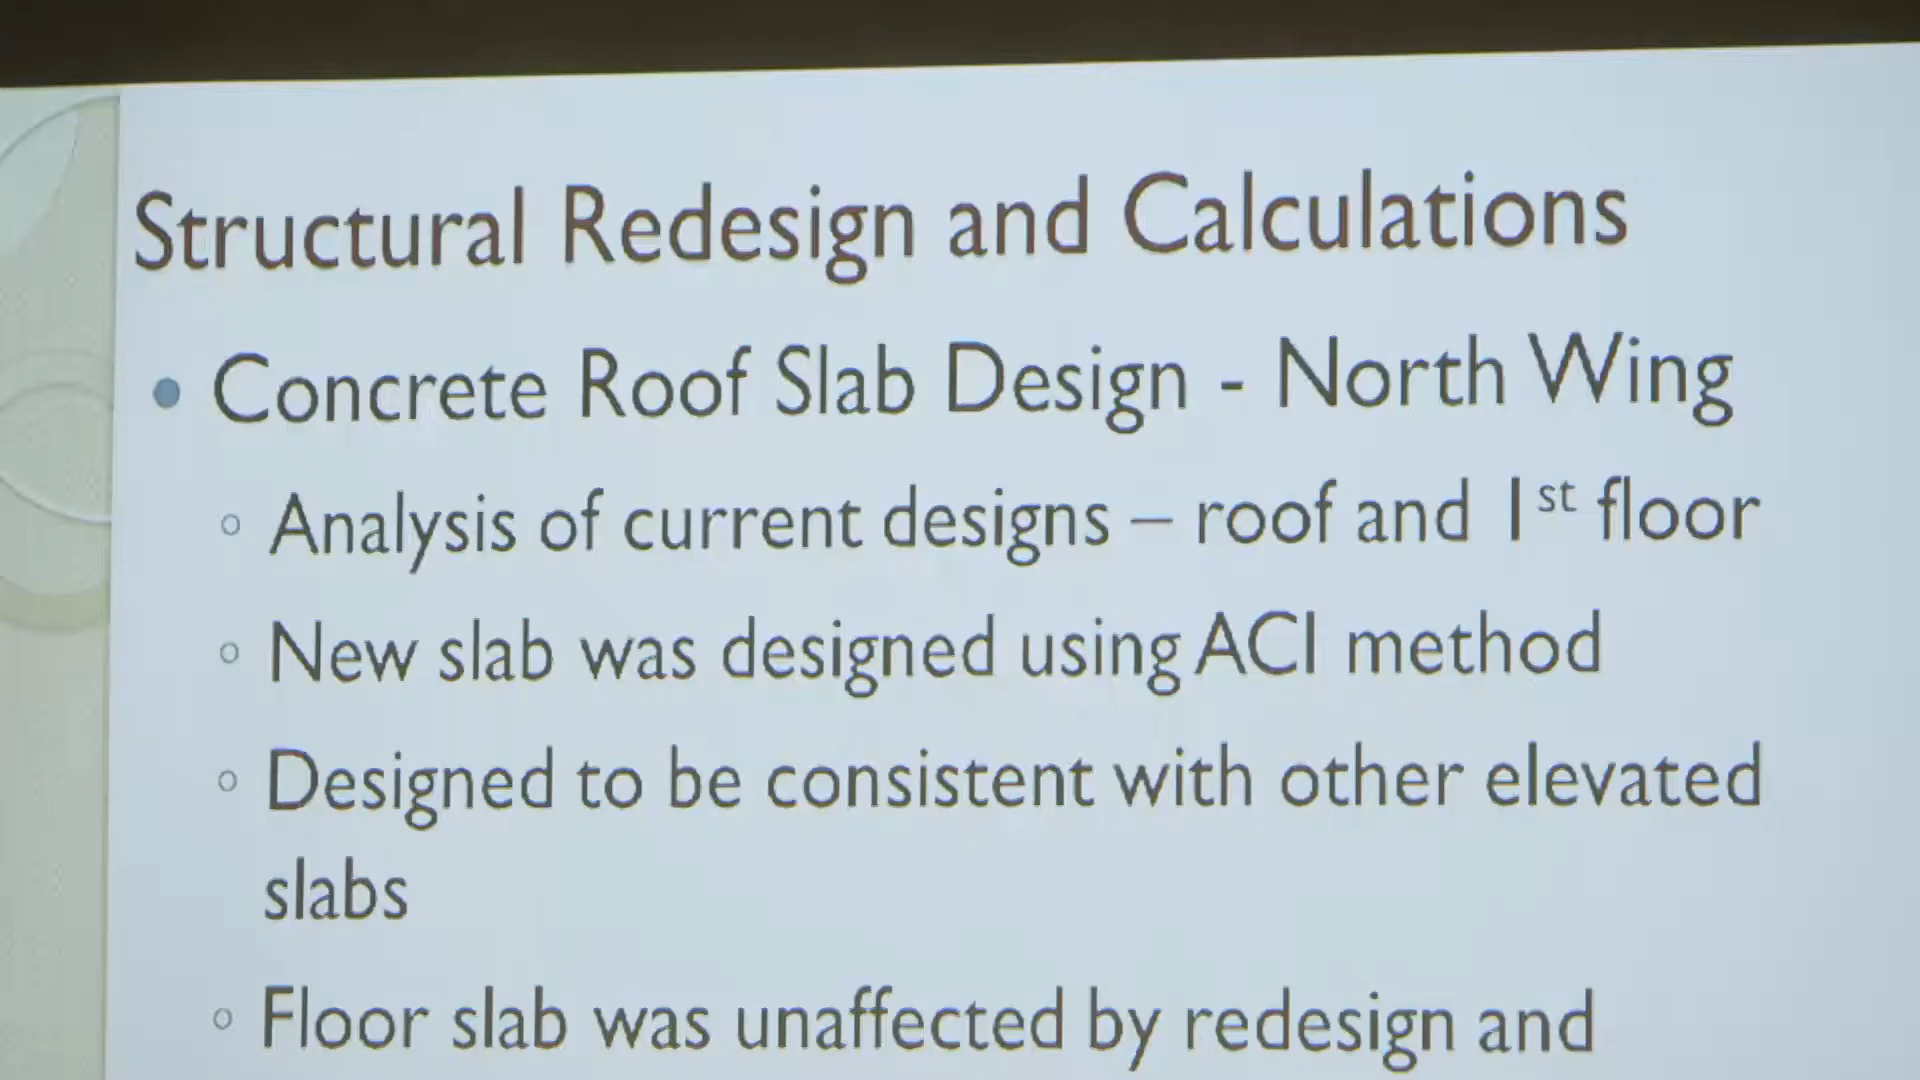 Structural Redesign and Calculations
• Concrete Roof Slab Design - North Wing
◦ Analysis of current designs – roof and 1st floor
◦ New slab was designed using ACI method
◦ Designed to be consistent with other elevated
slabs
◦ Floor slab was unaffected by redesign and